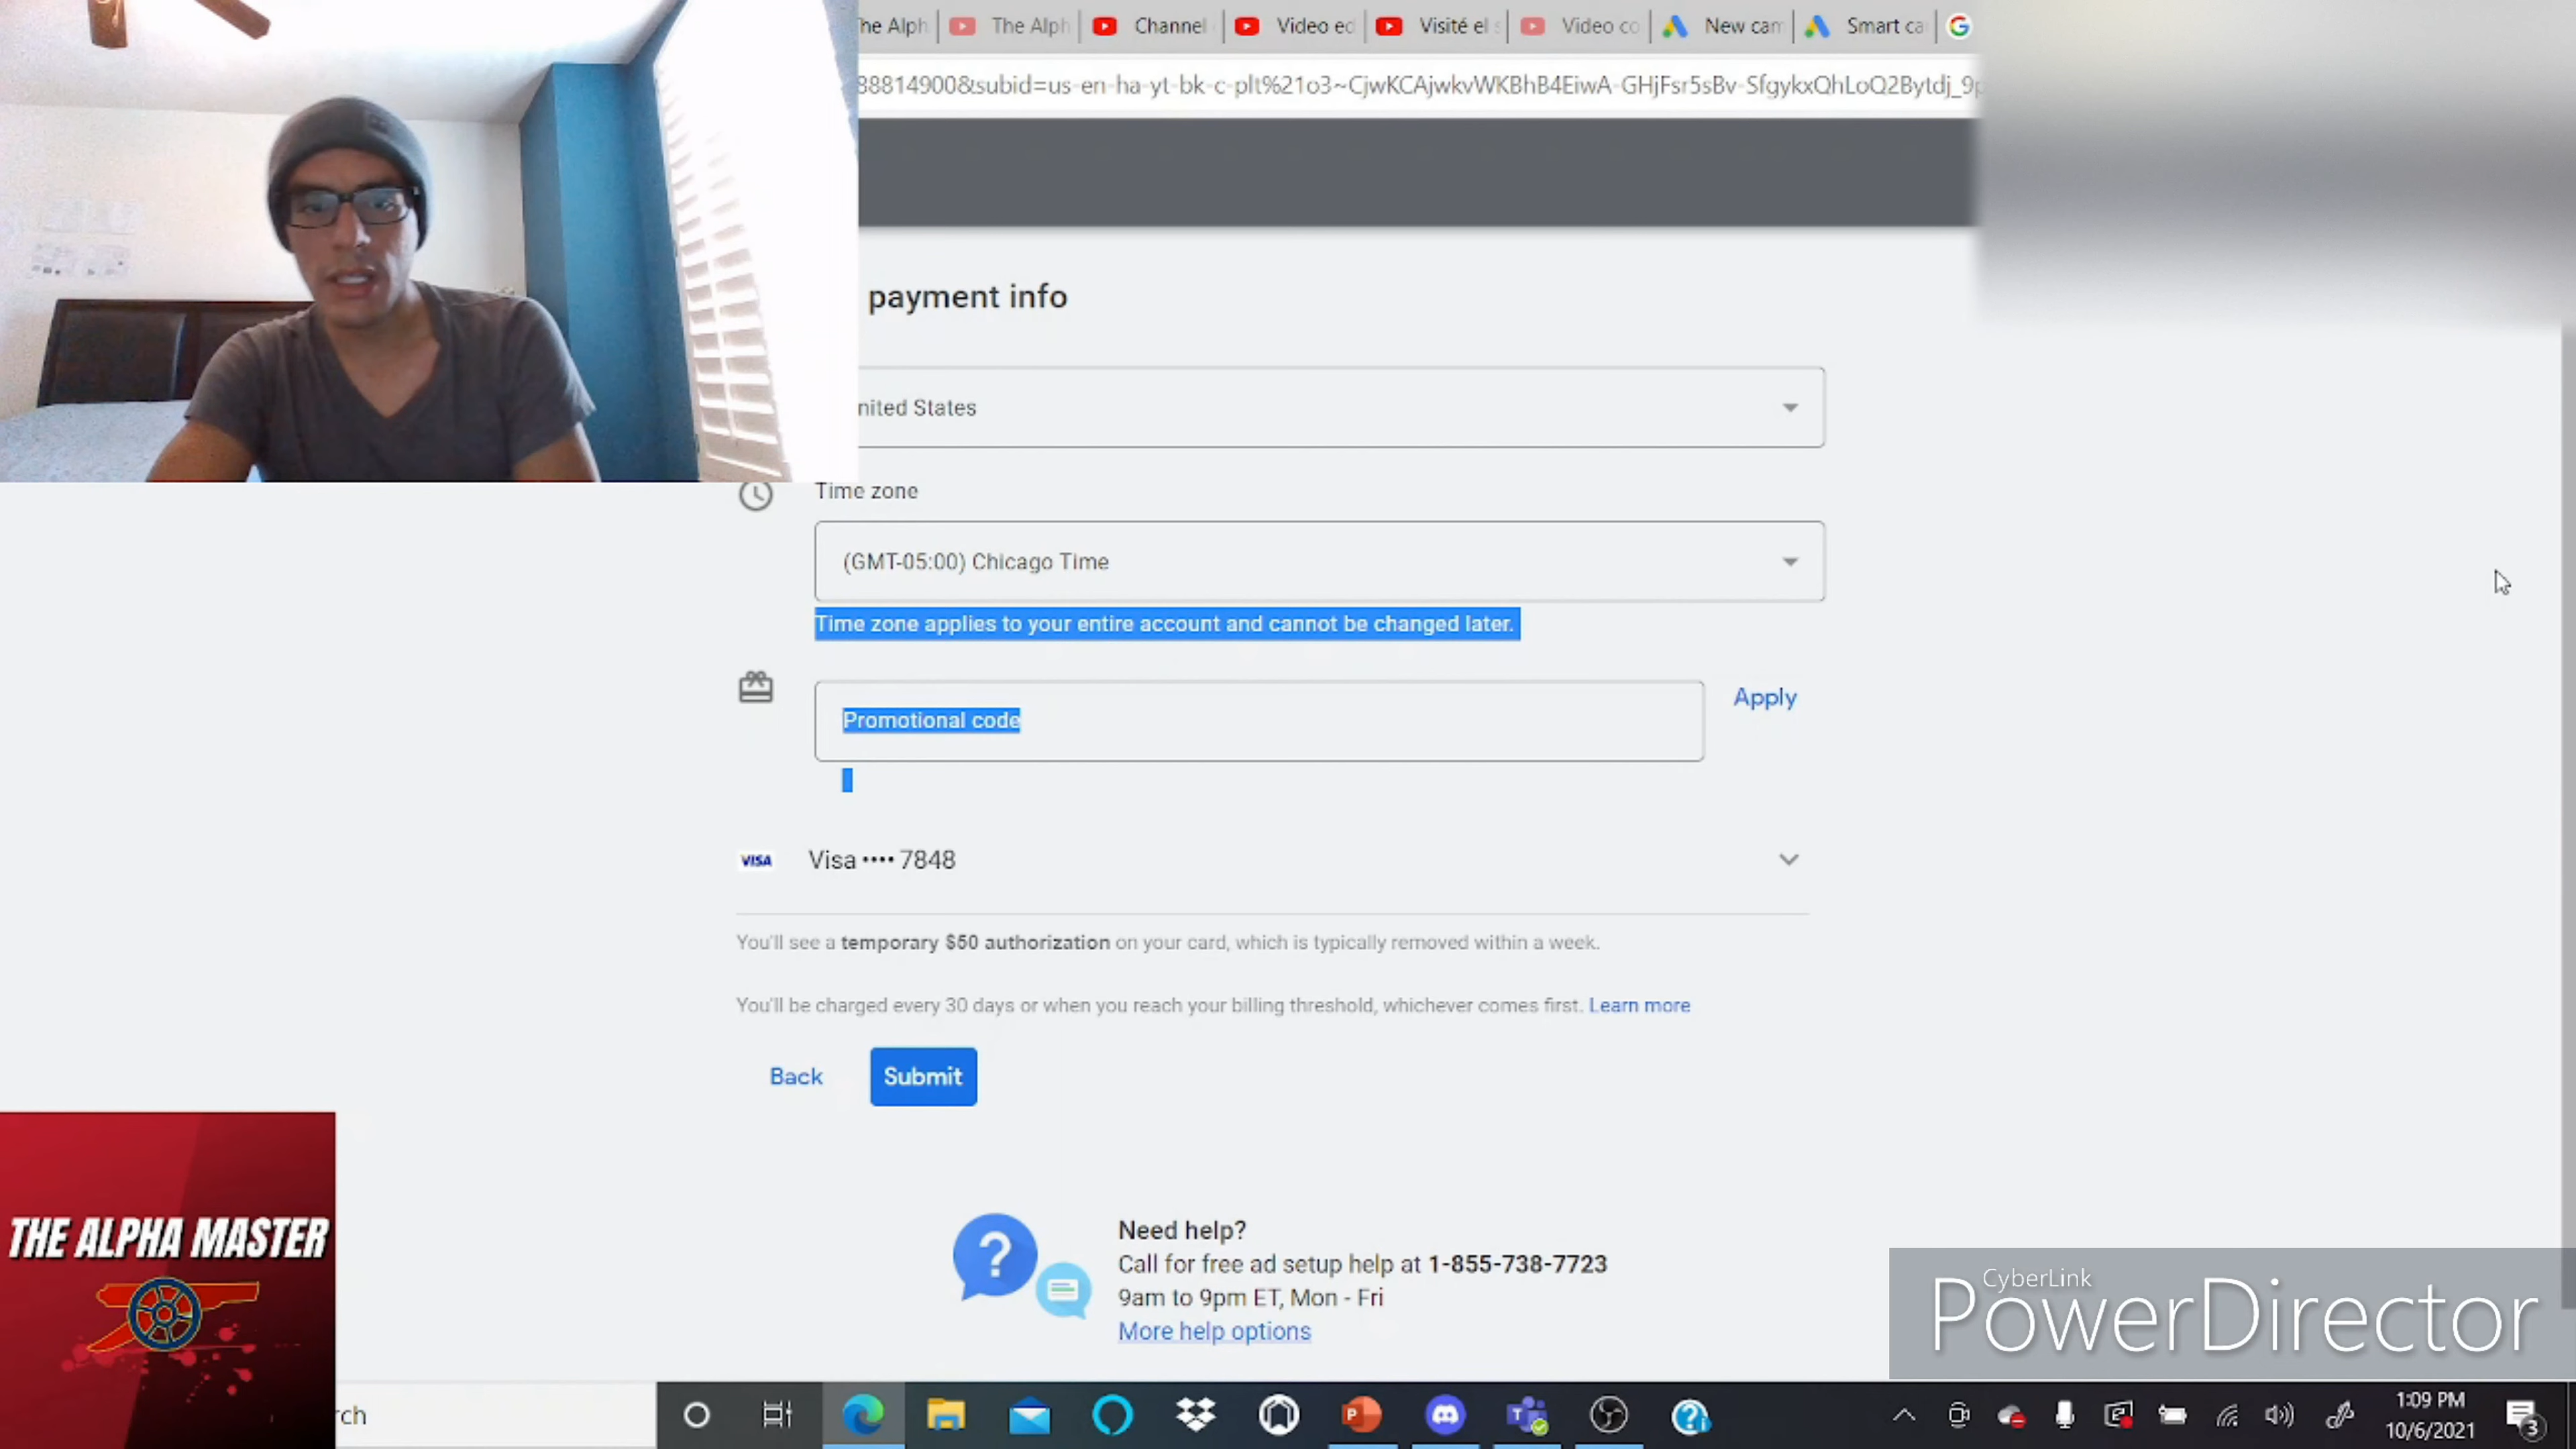 he Alph
The Alph
Channel
Video ed
Visité el s
Video co
New cam
Smart ca
88814900&subid=us-en-ha-yt-bk-c-plt%21o3~CjwKCAjwkvWKBhB4EiwA-GHjFsr5sBv-SfgykxQhLoQ2Bytdj_9p
payment info
nited States
Time zone
(GMT-05:00) Chicago Time
Time zone applies to your entire account and cannot be changed later.
Promotional code
Apply
VISA
Visa •••• 7848
You'll see a temporary $50 authorization on your card, which is typically removed within a week.
You'll be charged every 30 days or when you reach your billing threshold, whichever comes first. Learn more
Back
Submit
Need help?
Call for free ad setup help at 1-855-738-7723
9am to 9pm ET, Mon - Fri
More help options
THE ALPHA MASTER
CyberLink
PowerDirector
rch
1:09 PM
10/6/2021
3